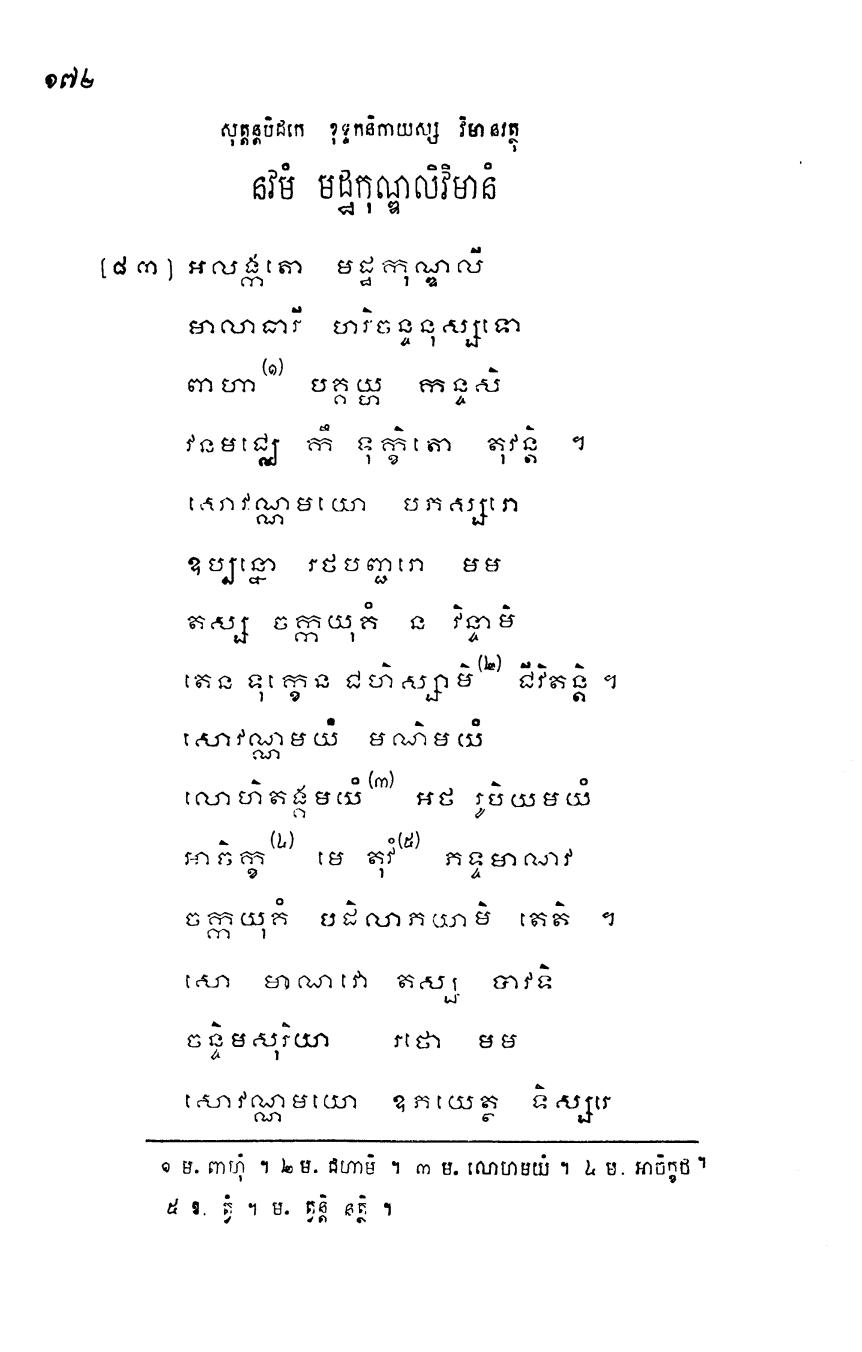 ១៧២
សុត្តន្តបិដកេ ខុទ្ទកនិកាយស្ស វិមានវត្ថុ
នវមំ មដ្ឋកុណ្ឌលិវិមានំ
[៨៣] អលង្កតោ មដ្ឋកុណ្ឌលី
មាលាធារី ហរិចន្ទនុស្សទោ
ពាហា(១) បគ្គយ្ហ កន្ទសិ
វនមជ្ឈេ កឹ ទុក្ខិតោ តុវន្តិ ។
សោវណ្ណមយោ បភស្សរោ
ឧប្បន្នោ រថបញ្ជរោ មម
តស្ស ចក្កយុគំ ន វិន្ទាមិ
តេន ទុក្ខេន ជហិស្សាមិ(២) ជីវិតន្តិ ។
សោវណ្ណមយំ មណិមយំ
លោហិតង្គមយំ(៣) អថ រូបិយមយំ
អាចិក្ខ(៤) មេ តុវំ(៥) ភទ្ទមាណវ
ចក្កយុគំ បដិលាភយាមិ តេតិ ។
សោ មាណវោ តស្ស បាវទិ
ចន្ទិមសុរិយា រថោ មម
សោវណ្ណមយោ ឧភយេត្ថ ទិស្សរេ
១ ម. ពាហុំ ។ ២ ម. ជហាមិ ។ ៣ ម. លោហមយំ ។ ៤ ម. អាចិក្ខថ ។
៥ ឱ. ត្វំ ។ ម. ត្វន្តិ នត្ថិ ។